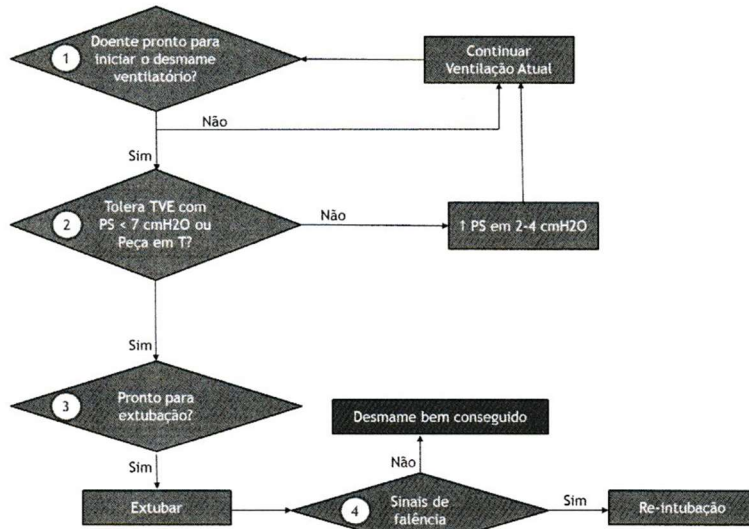 1
Doente pronto para
iniciar o desmame
ventilatório?
Continuar
Ventilação Atual
Não
Sim
2
Tolera TVE com
PS < 7 cmH2O ou
Peça em T?
Não
↑ PS em 2-4 cmH2O
Sim
3
Pronto para
extubação?
Desmame bem conseguido
Sim
Não
Extubar
4
Sinais de
falência
Sim
Re-intubação